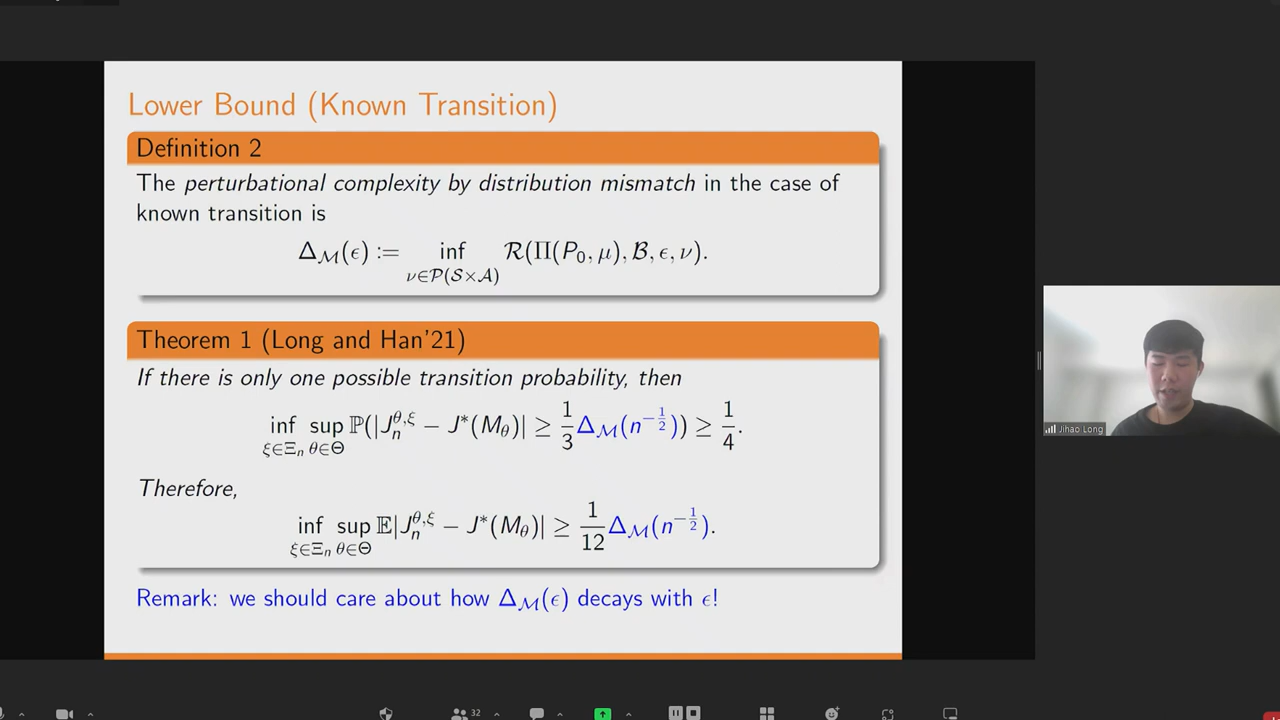 Lower Bound (Known Transition)
Definition 2
The perturbational complexity by distribution mismatch in the case of
known transition is
Δ_ℳ(ϵ) := inf_{ν∈𝒫(𝒮×𝒜)} ℛ(Π(P₀, μ), ℬ, ϵ, ν).
Theorem 1 (Long and Han'21)
If there is only one possible transition probability, then
inf_{ξ∈Ξ_n} sup_{θ∈Θ} ℙ(|J_n^{θ,ξ} − J*(M_θ)| ≥ 1/3 Δ_ℳ(n^{−1/2})) ≥ 1/4.
Therefore,
inf_{ξ∈Ξ_n} sup_{θ∈Θ} 𝔼|J_n^{θ,ξ} − J*(M_θ)| ≥ 1/12 Δ_ℳ(n^{−1/2}).
Remark: we should care about how Δ_ℳ(ϵ) decays with ϵ!
Jihao Long
32